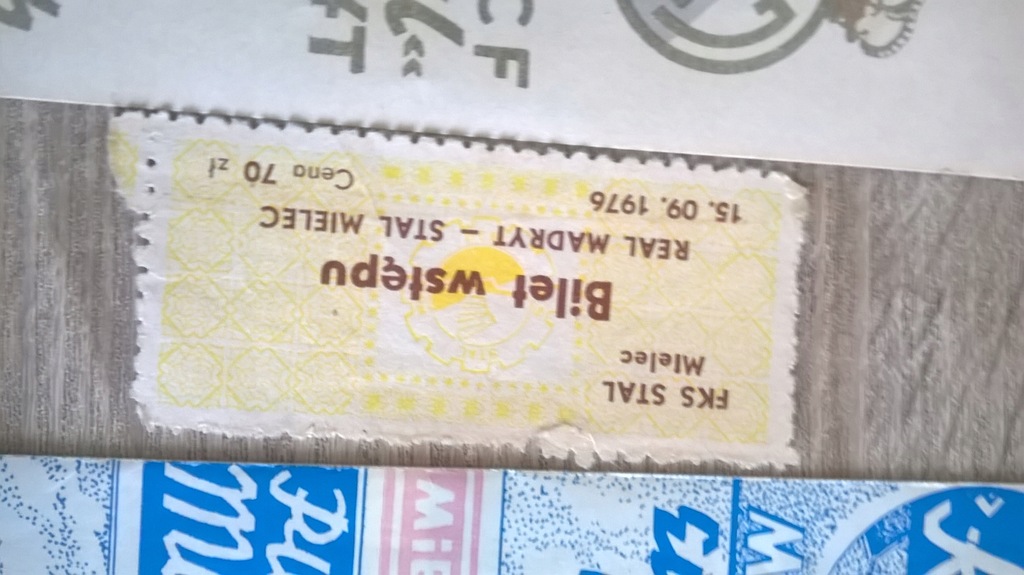 FKS STAL
Mielec
Bilet wstępu
REAL MADRYT – STAL MIELEC
15. 09. 1976
Cena 70 zł